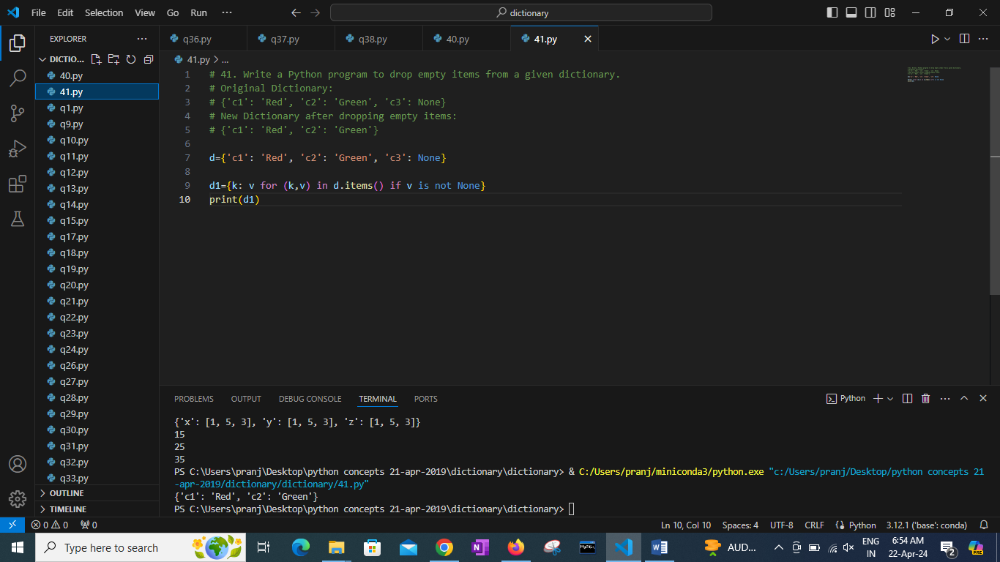 File Edit Selection View Go Run ···
dictionary
EXPLORER ···
q36.py q37.py q38.py 40.py 41.py
DICTIO...
41.py > ...
40.py
41.py
q1.py
q9.py
q10.py
q11.py
q12.py
q13.py
q14.py
q15.py
q17.py
q18.py
q19.py
q20.py
q21.py
q22.py
q23.py
q24.py
q26.py
q27.py
q28.py
q29.py
q30.py
q31.py
q32.py
q33.py
OUTLINE
TIMELINE
1 # 41. Write a Python program to drop empty items from a given dictionary.
2 # Original Dictionary:
3 # {'c1': 'Red', 'c2': 'Green', 'c3': None}
4 # New Dictionary after dropping empty items:
5 # {'c1': 'Red', 'c2': 'Green'}
6
7 d={'c1': 'Red', 'c2': 'Green', 'c3': None}
8
9 d1={k: v for (k,v) in d.items() if v is not None}
10 print(d1)
PROBLEMS OUTPUT DEBUG CONSOLE TERMINAL PORTS
Python
{'x': [1, 5, 3], 'y': [1, 5, 3], 'z': [1, 5, 3]}
15
25
35
PS C:\Users\pranj\Desktop\python concepts 21-apr-2019\dictionary\dictionary> & C:/Users/pranj/miniconda3/python.exe "c:/Users/pranj/Desktop/python concepts 21
-apr-2019/dictionary/dictionary/41.py"
{'c1': 'Red', 'c2': 'Green'}
PS C:\Users\pranj\Desktop\python concepts 21-apr-2019\dictionary\dictionary>
0 0 0
Ln 10, Col 10 Spaces: 4 UTF-8 CRLF Python 3.12.1 ('base': conda)
Type here to search
AUD...
ENG
IN
6:54 AM
22-Apr-24
2
PRE